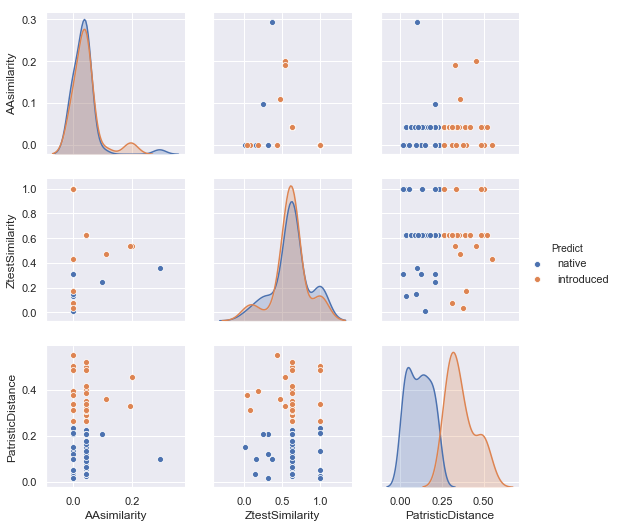 AAsimilarity
0.3
0.2
0.1
0.0
ZtestSimilarity
1.0
0.8
0.6
0.4
0.2
0.0
Predict
native
introduced
PatristicDistance
0.4
0.2
0.0
0.0 0.2
0.0 0.5 1.0
0.00 0.25 0.50
AAsimilarity
ZtestSimilarity
PatristicDistance